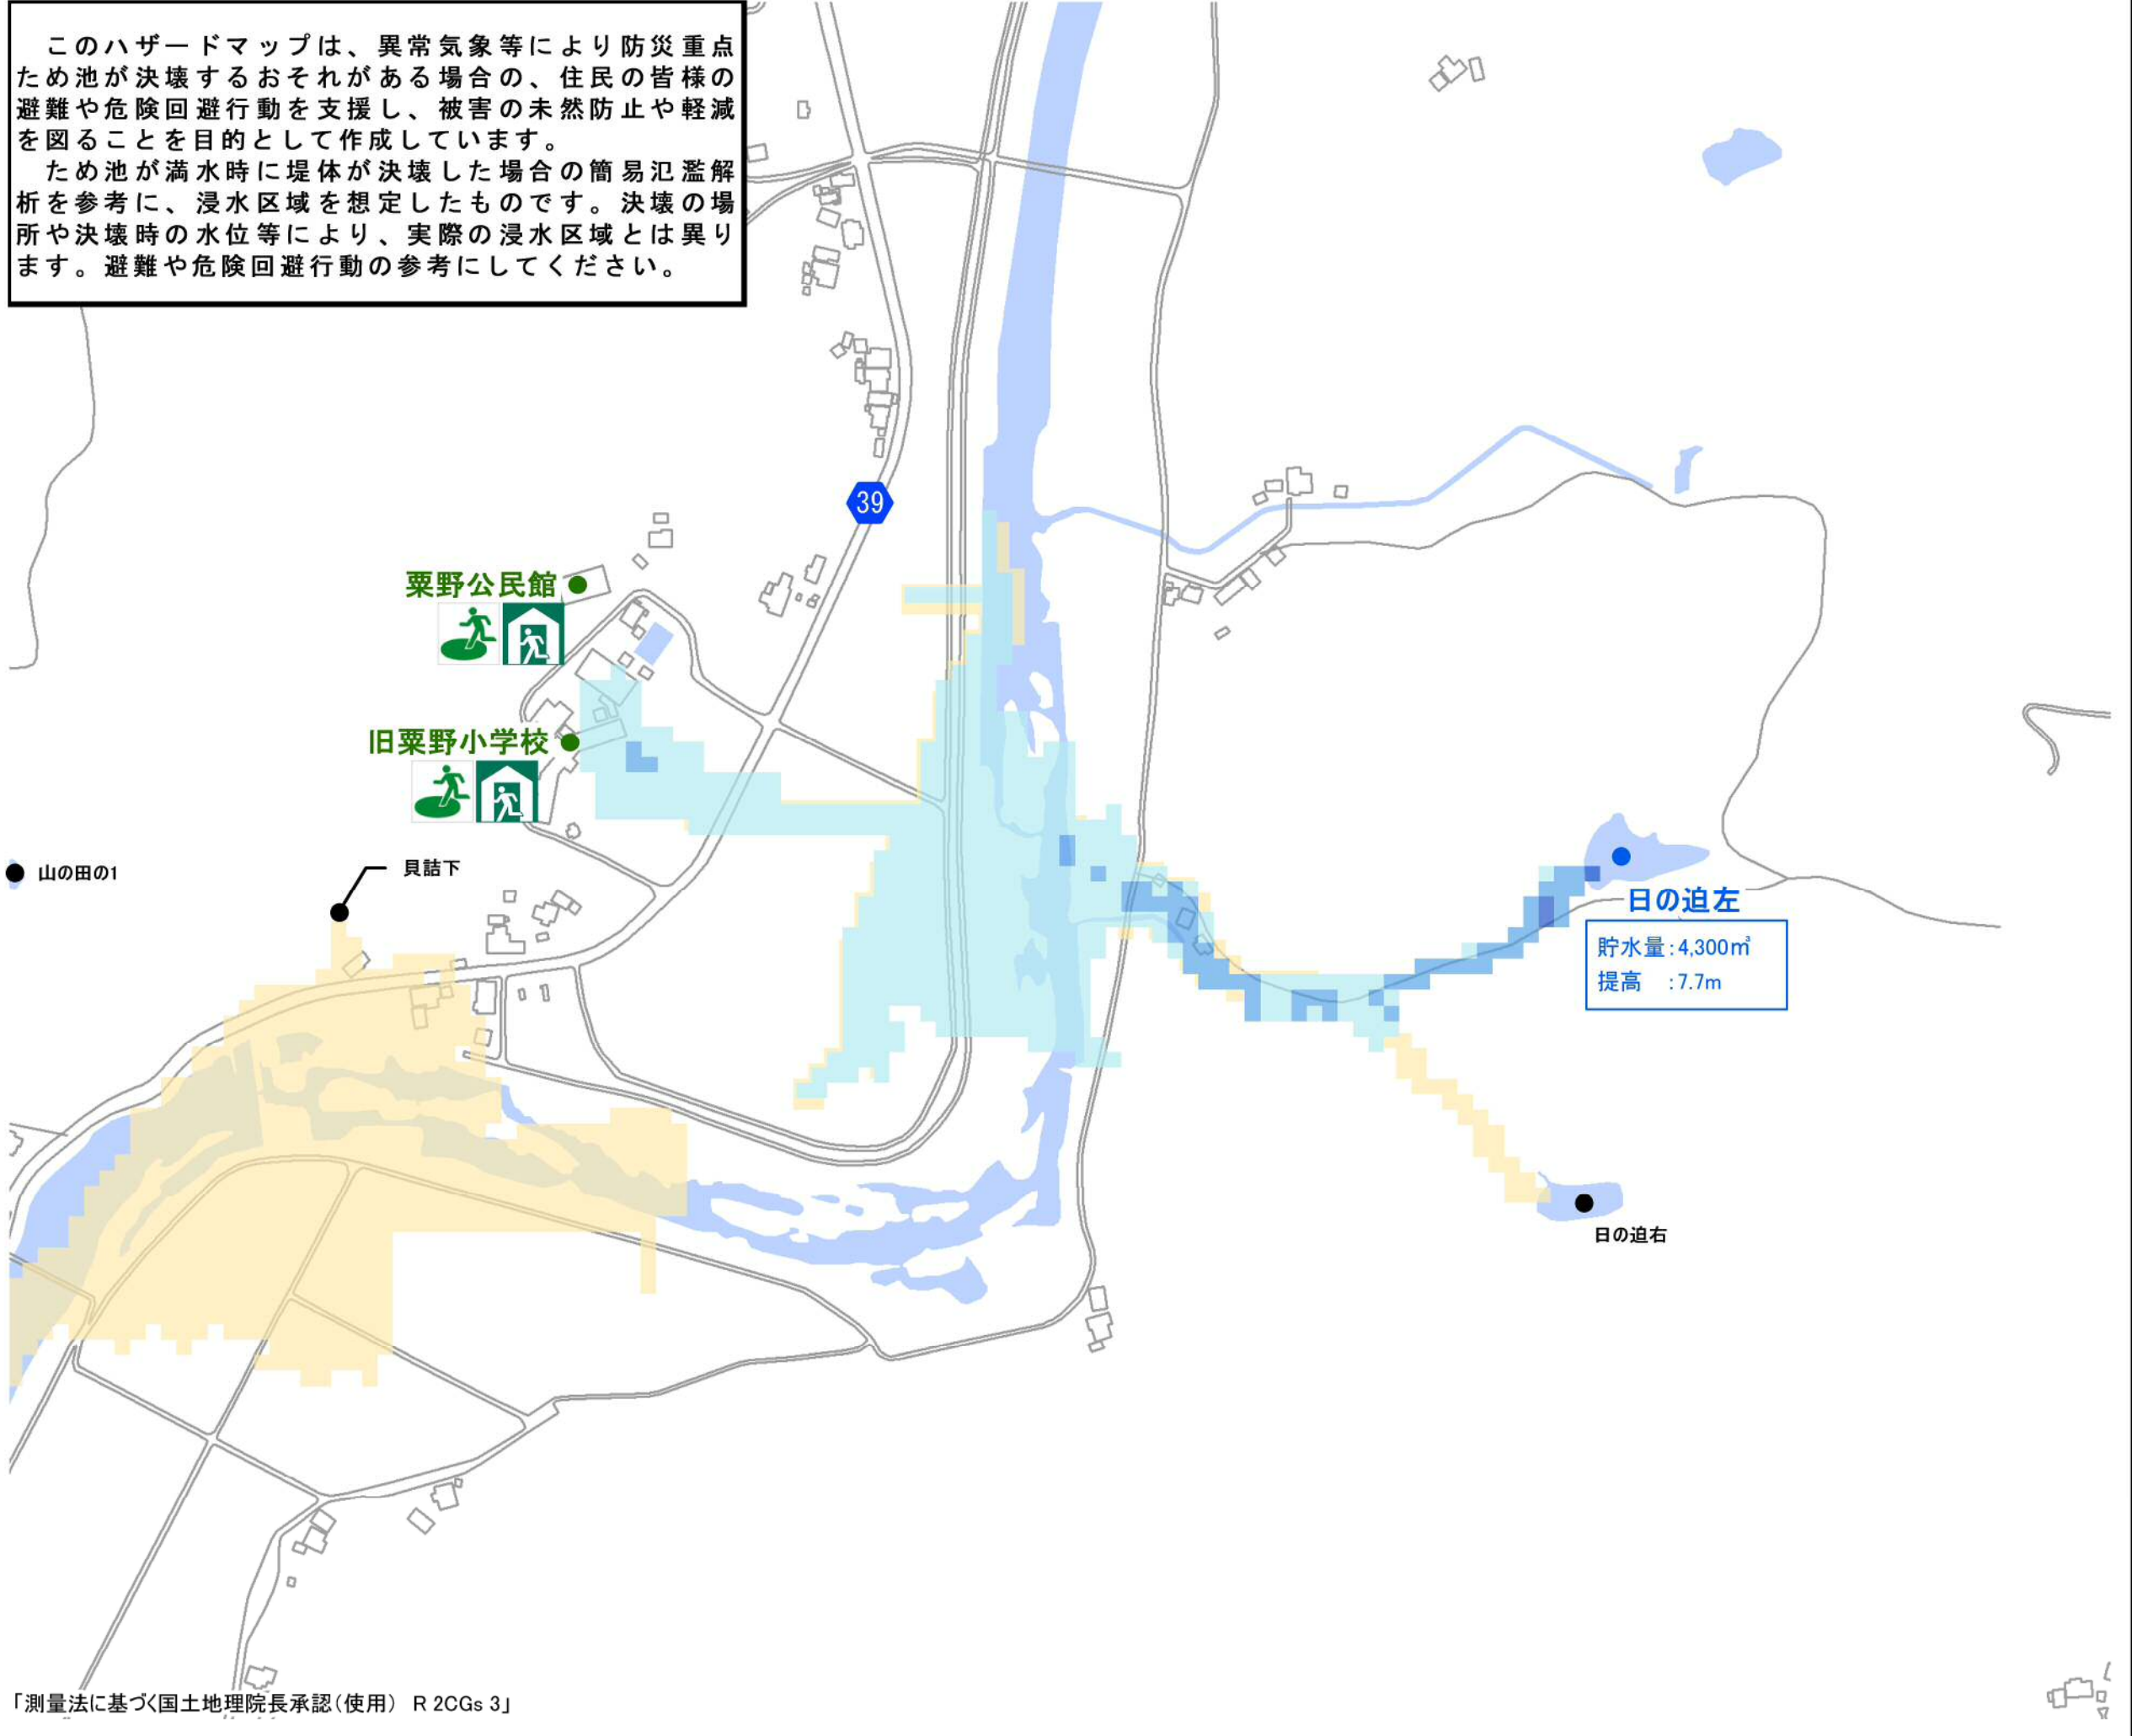 このハザードマップは、異常気象等により防災重点
ため池が決壊するおそれがある場合の、住民の皆様の
避難や危険回避行動を支援し、被害の未然防止や軽減
を図ることを目的として作成しています。
ため池が満水時に堤体が決壊した場合の簡易氾濫解
析を参考に、浸水区域を想定したものです。決壊の場
所や決壊時の水位等により、実際の浸水区域とは異り
ます。避難や危険回避行動の参考にしてください。
39
粟野公民館
旧粟野小学校
山の田の1
貝詰下
日の迫左
貯水量:4,300㎥
提高 :7.7m
日の迫右
「測量法に基づく国土地理院長承認(使用) R 2CGs 3」